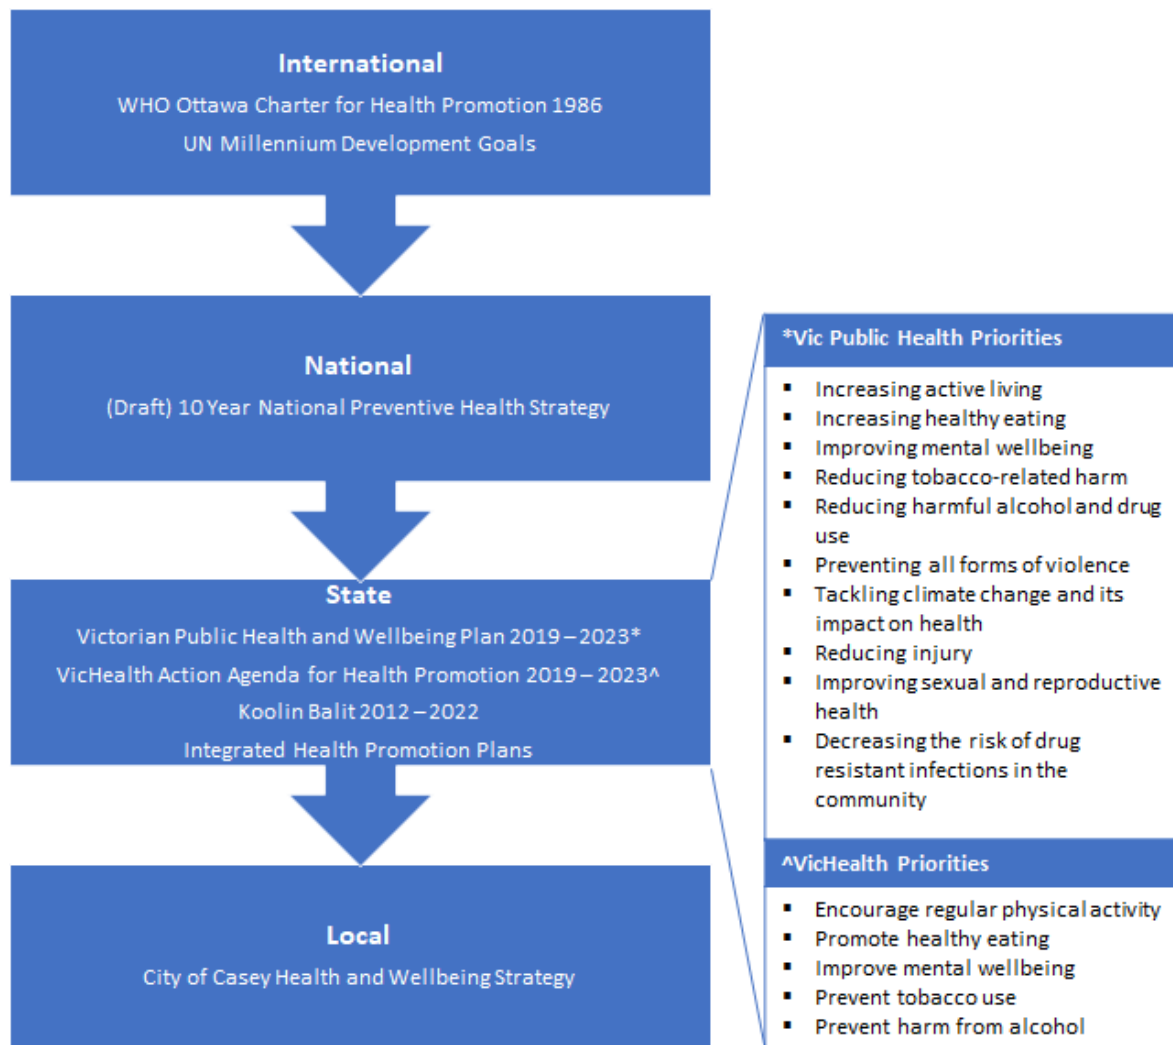 International
WHO Ottawa Charter for Health Promotion 1986
UN Millennium Development Goals
National
(Draft) 10 Year National Preventive Health Strategy
State
Victorian Public Health and Wellbeing Plan 2019 – 2023*
VicHealth Action Agenda for Health Promotion 2019 – 2023^
Koolin Balit 2012 – 2022
Integrated Health Promotion Plans
Local
City of Casey Health and Wellbeing Strategy
*Vic Public Health Priorities
▪ Increasing active living
▪ Increasing healthy eating
▪ Improving mental wellbeing
▪ Reducing tobacco-related harm
▪ Reducing harmful alcohol and drug
use
▪ Preventing all forms of violence
▪ Tackling climate change and its
impact on health
▪ Reducing injury
▪ Improving sexual and reproductive
health
▪ Decreasing the risk of drug
resistant infections in the
community
^VicHealth Priorities
▪ Encourage regular physical activity
▪ Promote healthy eating
▪ Improve mental wellbeing
▪ Prevent tobacco use
▪ Prevent harm from alcohol